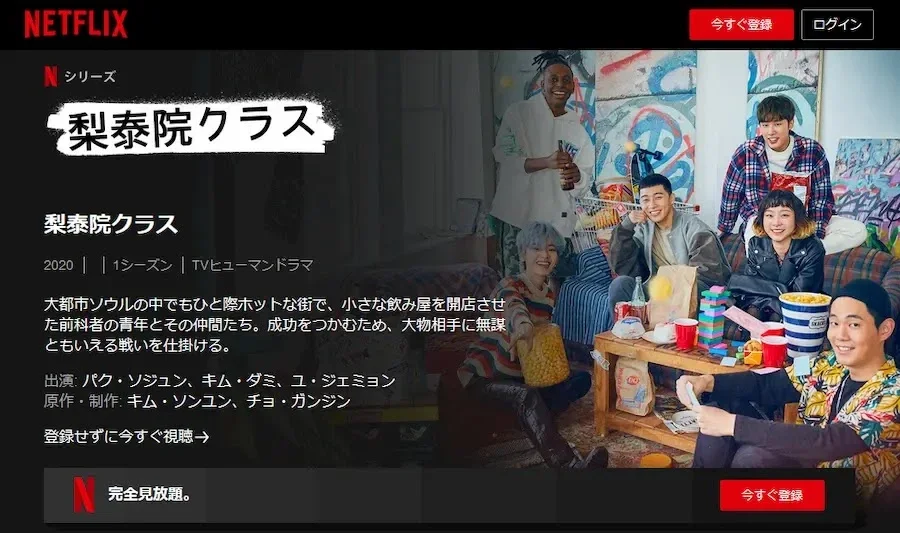 NETFLIX
今すぐ登録
ログイン
N シリーズ
梨泰院クラス
梨泰院クラス
2020 | | 1シーズン | TVヒューマンドラマ
大都市ソウルの中でもひと際ホットな街で、小さな飲み屋を開店させ
た前科者の青年とその仲間たち。成功をつかむため、大物相手に無謀
ともいえる戦いを仕掛ける。
出演: パク・ソジュン、キム・ダミ、ユ・ジェミョン
原作・制作: キム・ソンユン、チョ・ガンジン
登録せずに今すぐ視聴→
N 完全見放題。
今すぐ登録